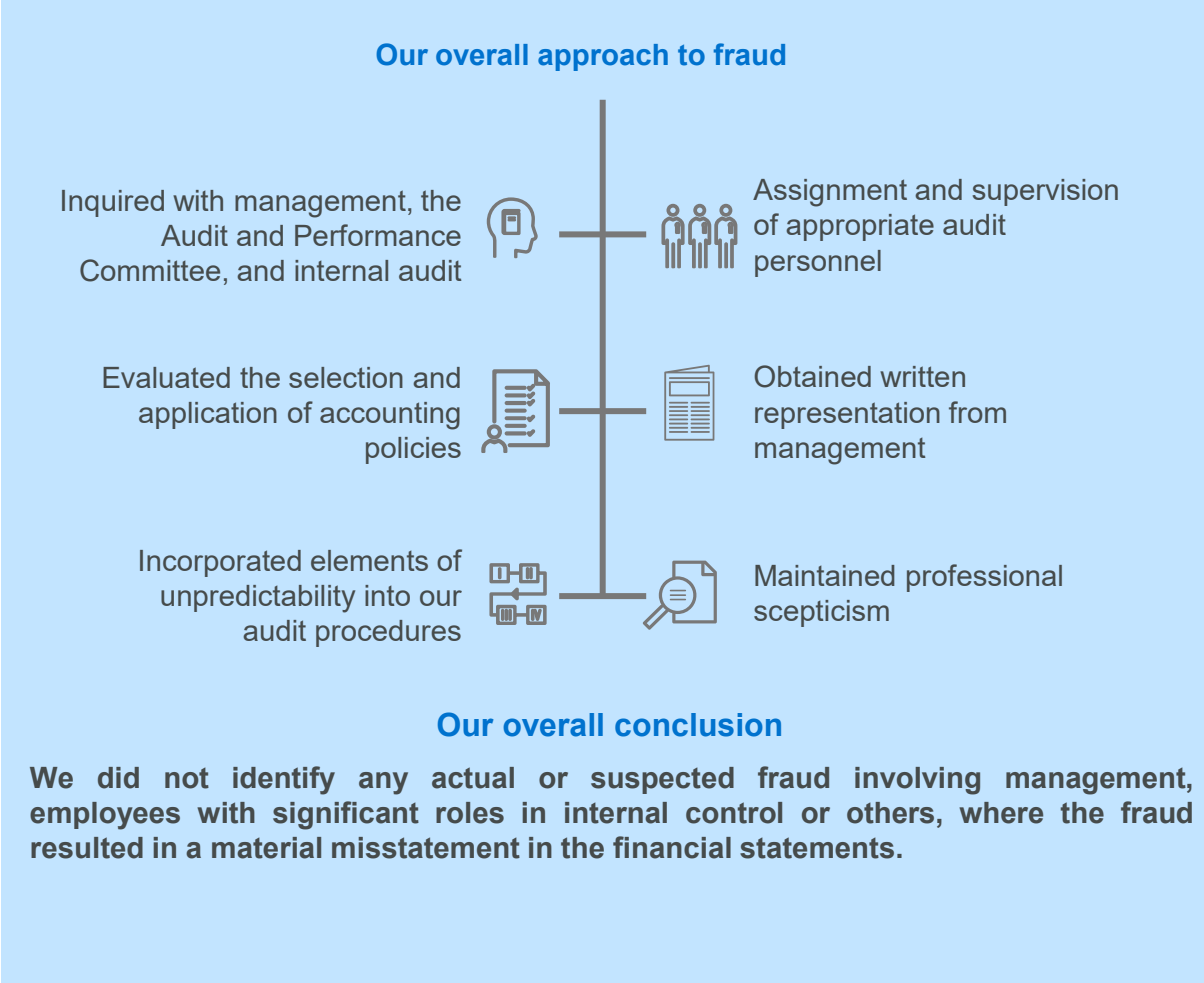 Our overall approach to fraud
Inquired with management, the
Audit and Performance
Committee, and internal audit
Assignment and supervision
of appropriate audit
personnel
Evaluated the selection and
application of accounting
policies
Obtained written
representation from
management
Incorporated elements of
unpredictability into our
audit procedures
I
II
III
IV
Maintained professional
scepticism
Our overall conclusion
We did not identify any actual or suspected fraud involving management,
employees with significant roles in internal control or others, where the fraud
resulted in a material misstatement in the financial statements.